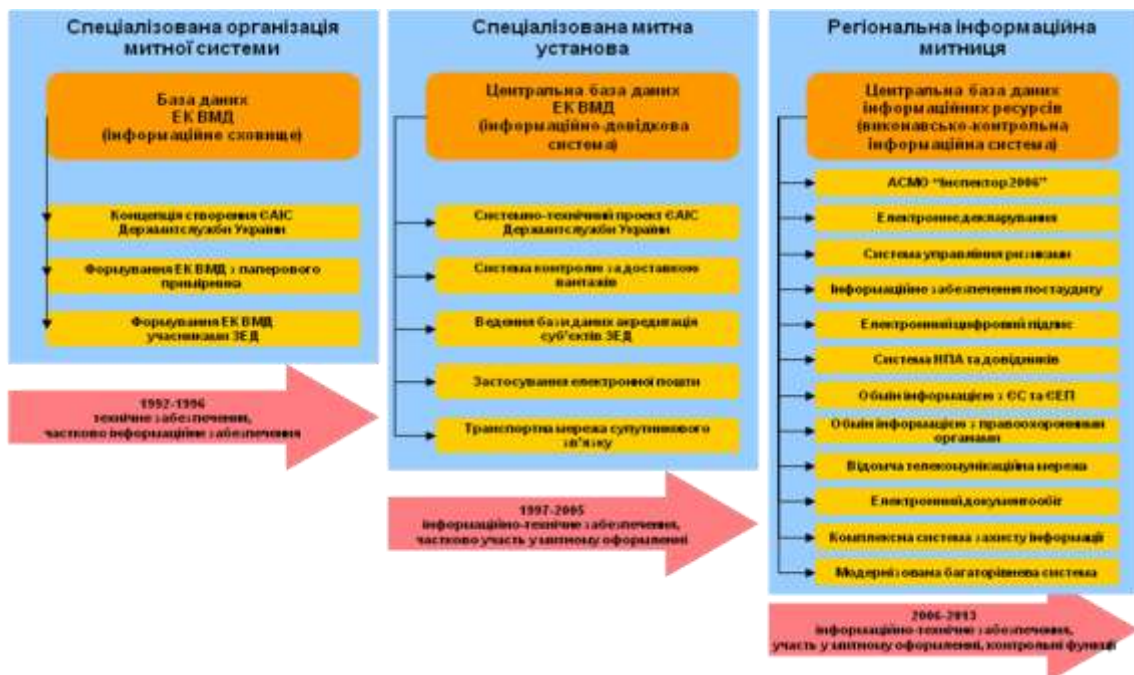 Спеціалізована організація
митної системи
База даних
ЕК ВМД
(інформаційне сховище)
Концепція створення ЄАІС
Держмитслужби України
Формування ЕК ВМД з паперового
примірника
Формування ЕК ВМД
учасниками ЗЕД
1992-1996
технічне забезпечення,
частково інформаційне забезпечення
Спеціалізована митна
установа
Центральна база даних
ЕК ВМД
(інформаційно-довідкова
система)
Системно-технічний проект ЄАІС
Держмитслужби України
Система контролю за доставкою
вантажів
Ведення бази даних акредитація
суб'єктів ЗЕД
Застосування електронної пошти
Транспортна мережа супутникового
зв'язку
1997-2005
інформаційно-технічне забезпечення,
частково участь у митному оформленні
Регіональна інформаційна
митниця
Центральна база даних
інформаційних ресурсів
(виконавсько-контрольна
інформаційна система)
АСМО "Інспектор 2006"
Електронне декларування
Система управління ризиками
Інформаційне забезпечення постаудиту
Електронний цифровий підпис
Система НПА та довідників
Обмін інформацією з ЄС та ЄЕП
Обмін інформацією з правоохоронними
органами
Відомча телекомунікаційна мережа
Електронний документообіг
Комплексна система захисту інформації
Модернізована багаторівнева система
2006-2013
інформаційно-технічне забезпечення,
участь у митному оформленні, контрольні функції